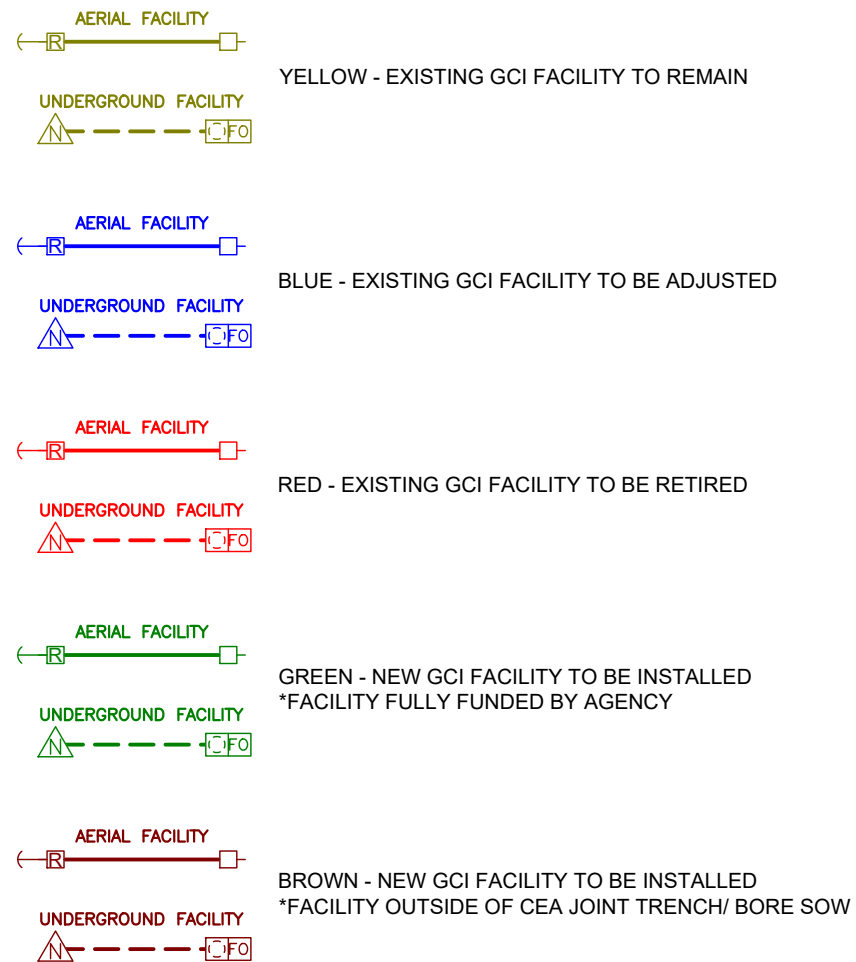 AERIAL FACILITY
R
YELLOW - EXISTING GCI FACILITY TO REMAIN
UNDERGROUND FACILITY
N FO
AERIAL FACILITY
R
BLUE - EXISTING GCI FACILITY TO BE ADJUSTED
UNDERGROUND FACILITY
N FO
AERIAL FACILITY
R
RED - EXISTING GCI FACILITY TO BE RETIRED
UNDERGROUND FACILITY
N FO
AERIAL FACILITY
R
GREEN - NEW GCI FACILITY TO BE INSTALLED
*FACILITY FULLY FUNDED BY AGENCY
UNDERGROUND FACILITY
N FO
AERIAL FACILITY
R
BROWN - NEW GCI FACILITY TO BE INSTALLED
*FACILITY OUTSIDE OF CEA JOINT TRENCH/ BORE SOW
UNDERGROUND FACILITY
N FO